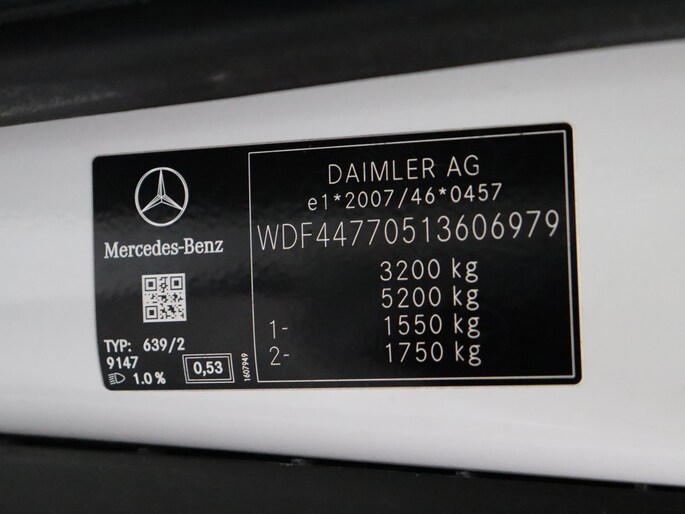 Mercedes-Benz
TYP: 639/2
9147
1.0 %
0,53
1607949
DAIMLER AG
e1*2007/46*0457
WDF44770513606979
3200 kg
5200 kg
1- 1550 kg
2- 1750 kg